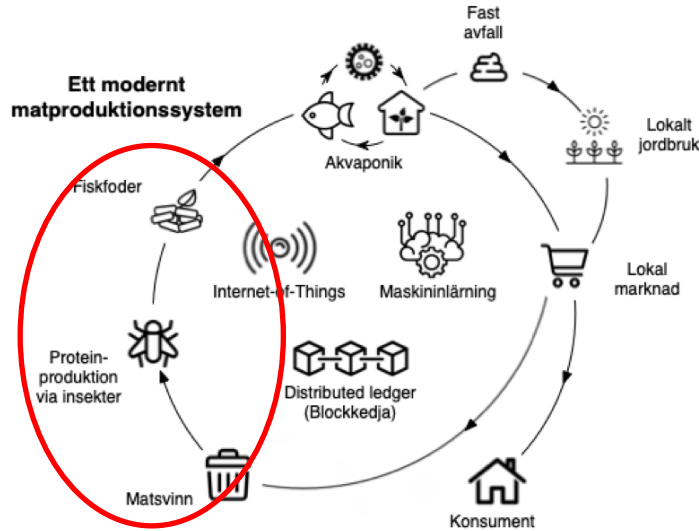 Fast
avfall
Ett modernt
matproduktionssystem
Akvaponik
Lokalt
jordbruk
Fiskfoder
Internet-of-Things
Maskininlärning
Lokal
marknad
Protein-
produktion
via insekter
Distributed ledger
(Blockkedja)
Matsvinn
Konsument